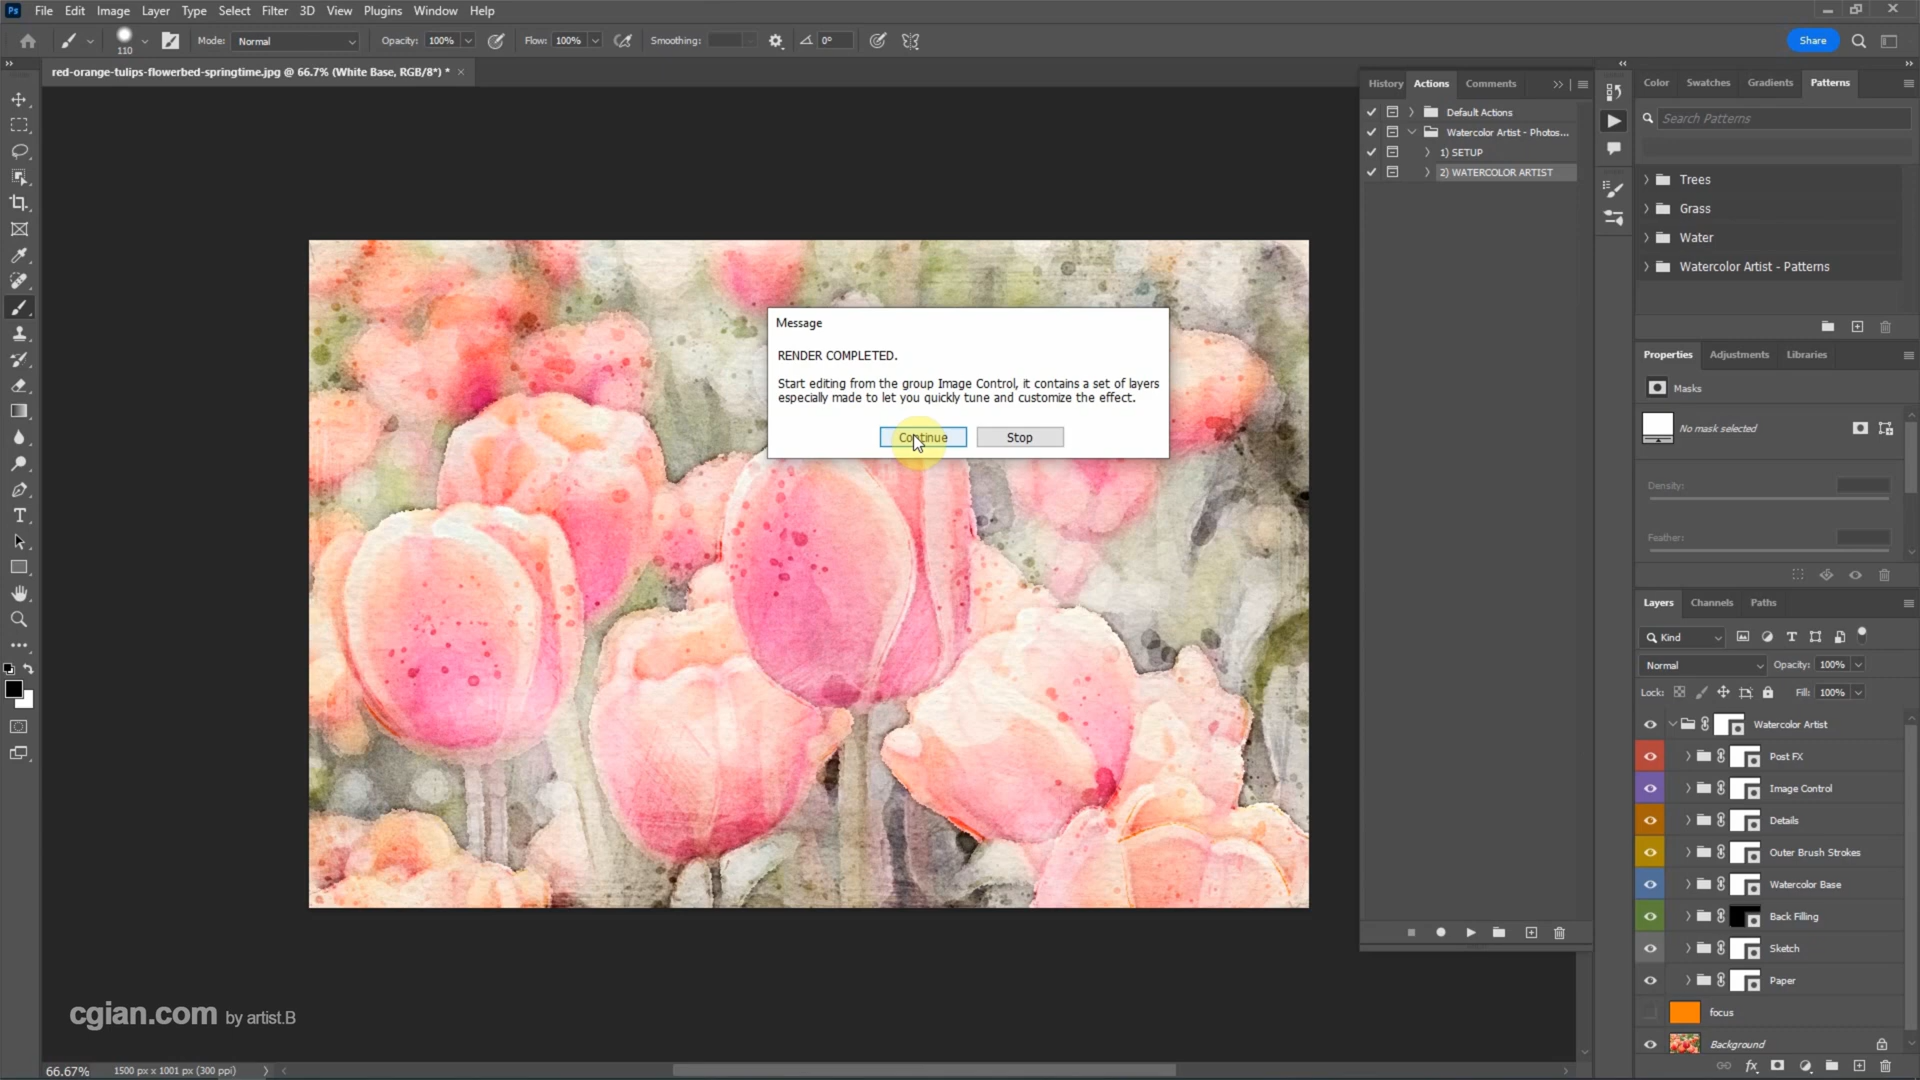 Ps File Edit Image Layer Type Select Filter 3D View Plugins Window Help
110 Mode: Normal Opacity: 100% Flow: 100% Smoothing: 0° Share
red-orange-tulips-flowerbed-springtime.jpg @ 66.7% (White Base, RGB/8*) *
History Actions Comments
Default Actions
Watercolor Artist - Photos...
1) SETUP
2) WATERCOLOR ARTIST
Color Swatches Gradients Patterns
Search Patterns
Trees
Grass
Water
Watercolor Artist - Patterns
Message
RENDER COMPLETED.
Start editing from the group Image Control, it contains a set of layers
especially made to let you quickly tune and customize the effect.
Continue Stop
Properties Adjustments Libraries
Masks
No mask selected
Density:
Feather:
Layers Channels Paths
Kind
Normal Opacity: 100%
Lock: Fill: 100%
Watercolor Artist
Post FX
Image Control
Details
Outer Brush Strokes
Watercolor Base
Back Filling
Sketch
Paper
focus
Background
fx
cgian.com by artist.B
66.67% 1500 px x 1001 px (300 ppi)